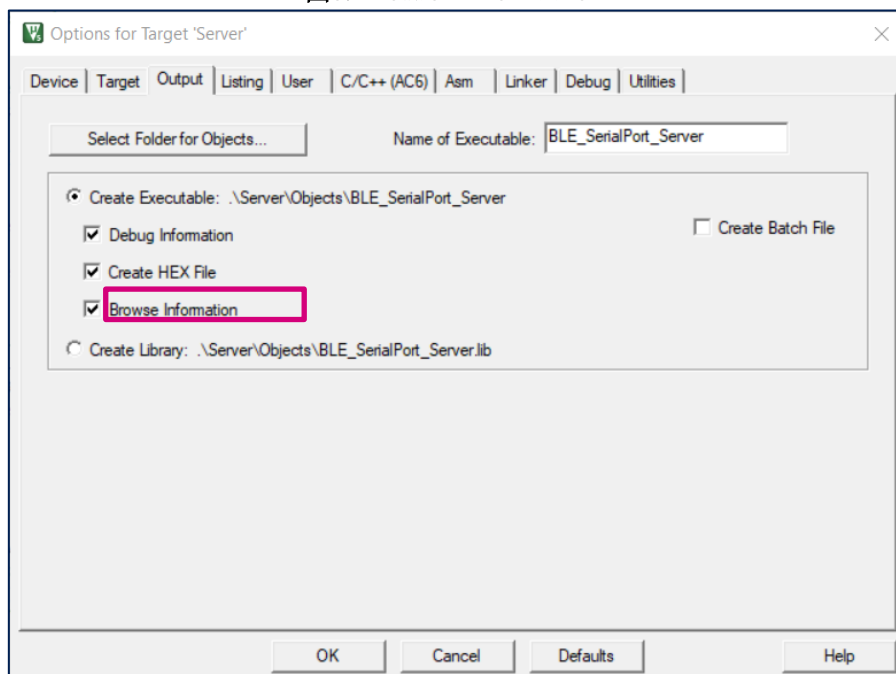 Options for Target 'Server'
Device Target Output Listing User C/C++ (AC6) Asm Linker Debug Utilities
Select Folder for Objects... Name of Executable: BLE_SerialPort_Server
Create Executable: .\Server\Objects\BLE_SerialPort_Server
Debug Information Create Batch File
Create HEX File
Browse Information
Create Library: .\Server\Objects\BLE_SerialPort_Server.lib
OK Cancel Defaults Help